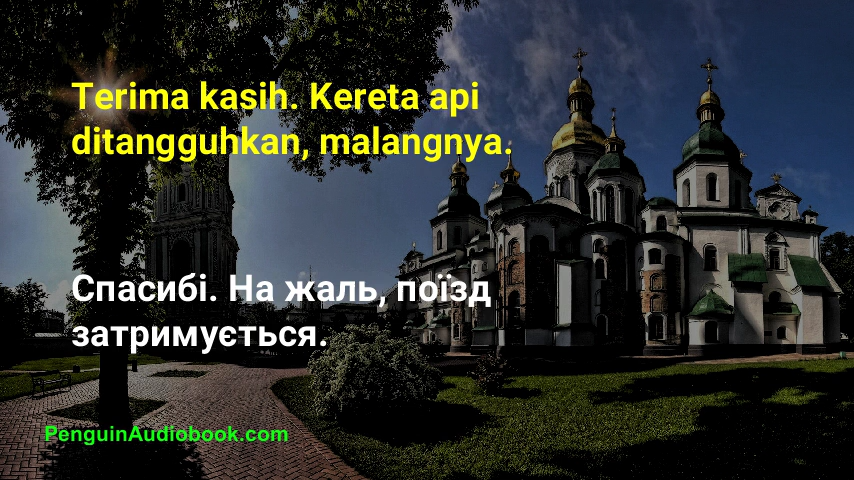 Terima kasih. Kereta api
ditangguhkan, malangnya.
Спасибі. На жаль, поїзд
затримується.
PenguinAudiobook.com